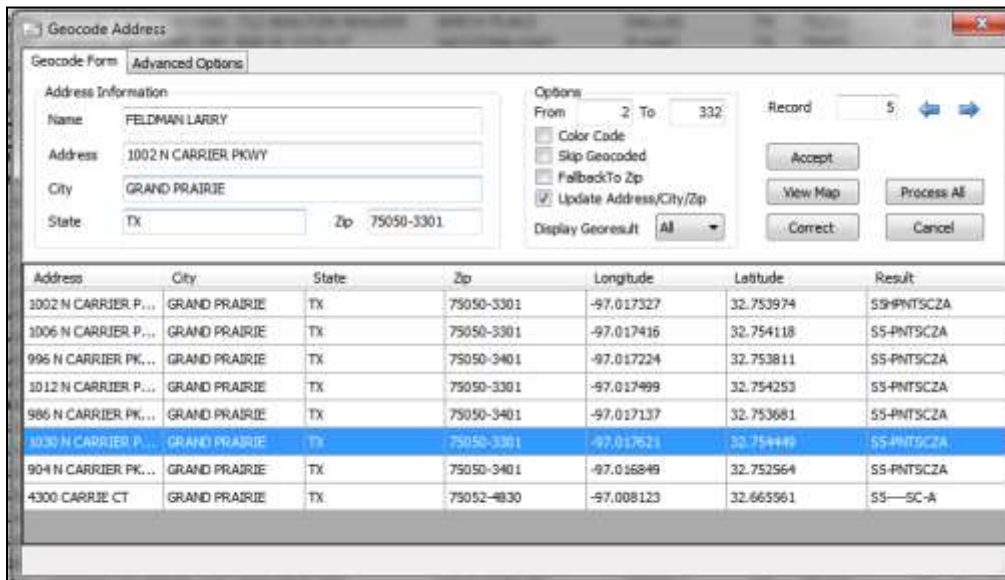 Geocode Address
Geocode Form Advanced Options
Address Information
Name FELDMAN LARRY
Address 1002 N CARRIER PKWY
City GRAND PRAIRIE
State TX Zip 75050-3301
Options
From 2 To 332
Color Code
Skip Geocoded
FallbackTo Zip
Update Address/City/Zip
Display Georesult All
Record 5
Accept
View Map Process All
Correct Cancel
Address City State Zip Longitude Latitude Result
1002 N CARRIER P... GRAND PRAIRIE TX 75050-3301 -97.017327 32.753974 S5HPNTSCZA
1006 N CARRIER P... GRAND PRAIRIE TX 75050-3301 -97.017416 32.754118 S5-PNTSCZA
996 N CARRIER PK... GRAND PRAIRIE TX 75050-3401 -97.017224 32.753811 S5-PNTSCZA
1012 N CARRIER P... GRAND PRAIRIE TX 75050-3301 -97.017499 32.754253 S5-PNTSCZA
986 N CARRIER PK... GRAND PRAIRIE TX 75050-3401 -97.017137 32.753681 S5-PNTSCZA
1030 N CARRIER P... GRAND PRAIRIE TX 75050-3301 -97.017621 32.754449 S5-PNTSCZA
904 N CARRIER PK... GRAND PRAIRIE TX 75050-3401 -97.016849 32.752564 S5-PNTSCZA
4300 CARRIE CT GRAND PRAIRIE TX 75052-4830 -97.008123 32.665561 S5----SC-A